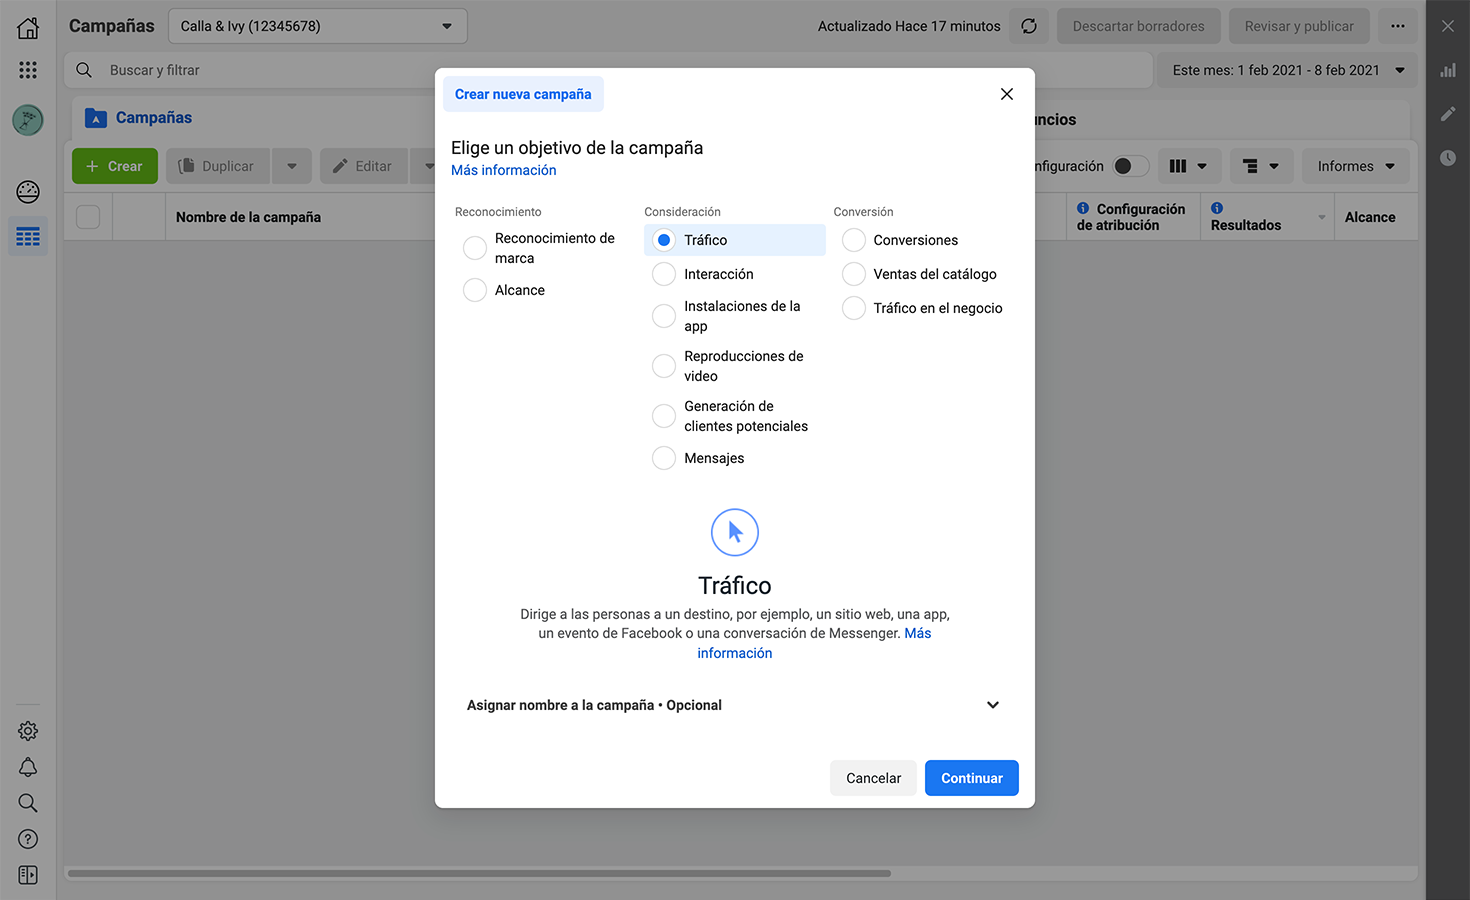 Campañas
Calla & Ivy (12345678)
Actualizado Hace 17 minutos
Descartar borradores
Revisar y publicar
Buscar y filtrar
Este mes: 1 feb 2021 - 8 feb 2021
Campañas
uncios
+ Crear
Duplicar
Editar
nfiguración
Informes
Nombre de la campaña
Configuración
de atribución
Resultados
Alcance
Crear nueva campaña
Elige un objetivo de la campaña
Más información
Reconocimiento
Reconocimiento de
marca
Alcance
Consideración
Tráfico
Interacción
Instalaciones de la
app
Reproducciones de
video
Generación de
clientes potenciales
Mensajes
Conversión
Conversiones
Ventas del catálogo
Tráfico en el negocio
Tráfico
Dirige a las personas a un destino, por ejemplo, un sitio web, una app,
un evento de Facebook o una conversación de Messenger. Más
información
Asignar nombre a la campaña • Opcional
Cancelar
Continuar